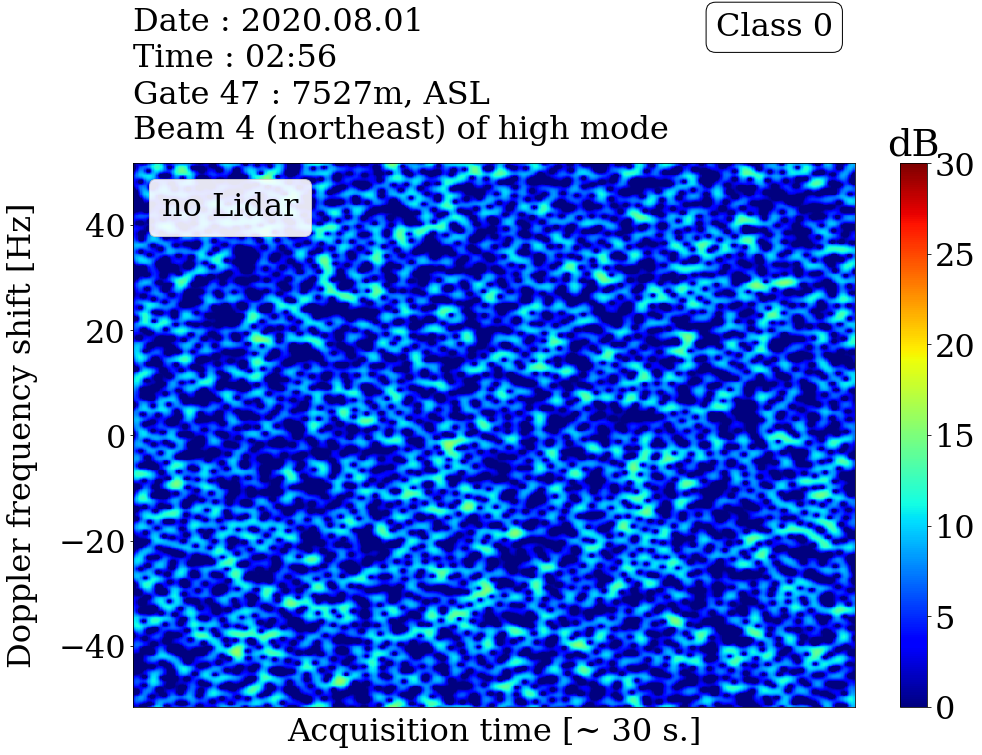 Date : 2020.08.01
Time : 02:56
Gate 47 : 7527m, ASL
Beam 4 (northeast) of high mode
Class 0
dB
no Lidar
Doppler frequency shift [Hz]
40
20
0
−20
−40
Acquisition time [~ 30 s.]
30
25
20
15
10
5
0